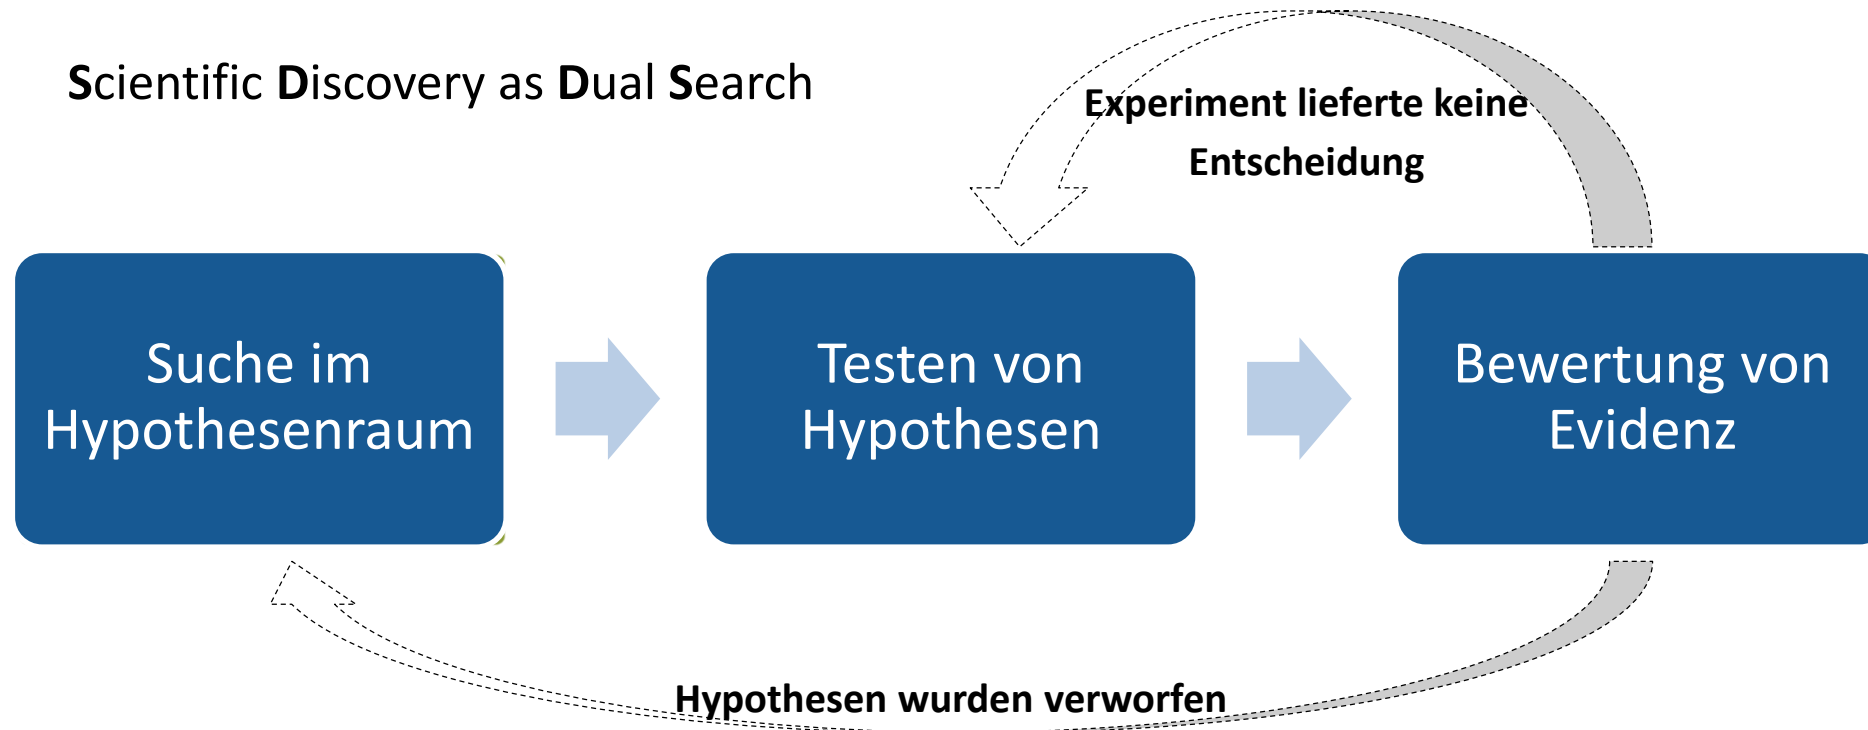 Scientific Discovery as Dual Search
Experiment lieferte keine
Entscheidung
Suche im
Hypothesenraum
Testen von
Hypothesen
Bewertung von
Evidenz
Hypothesen wurden verworfen